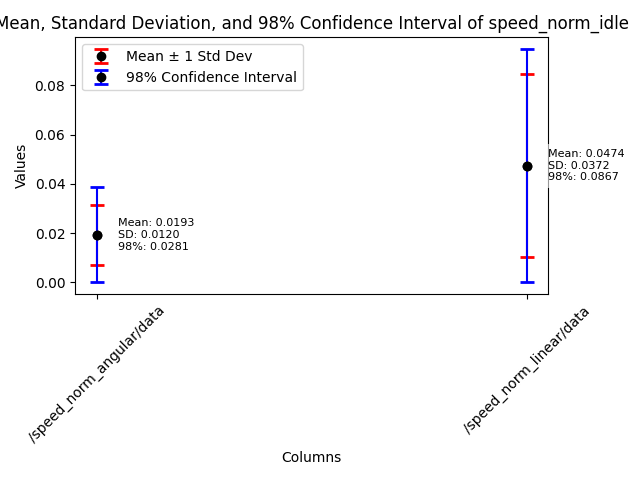 Mean, Standard Deviation, and 98% Confidence Interval of speed_norm_idle
Mean ± 1 Std Dev
98% Confidence Interval
0.08
0.06
0.04
0.02
0.00
Values
Mean: 0.0193
SD: 0.0120
98%: 0.0281
Mean: 0.0474
SD: 0.0372
98%: 0.0867
/speed_norm_angular/data
/speed_norm_linear/data
Columns